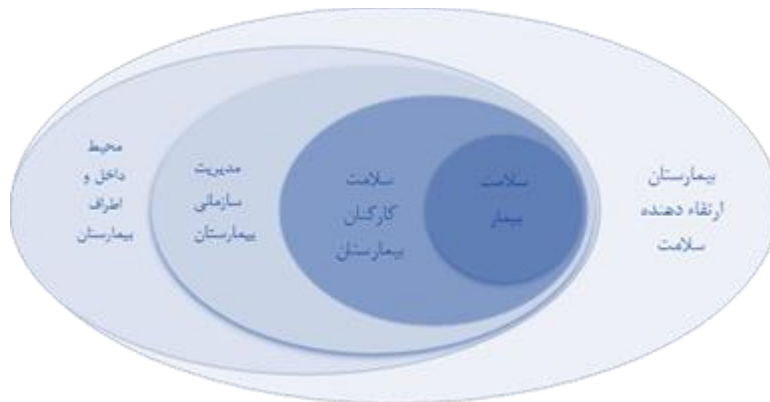 بیمارستان
ارتقاء دهنده
سلامت
سلامت
بیمار
سلامت
کارکنان
بیمارستان
مدیریت
سازمانی
بیمارستان
محیط
داخل و
اطراف
بیمارستان